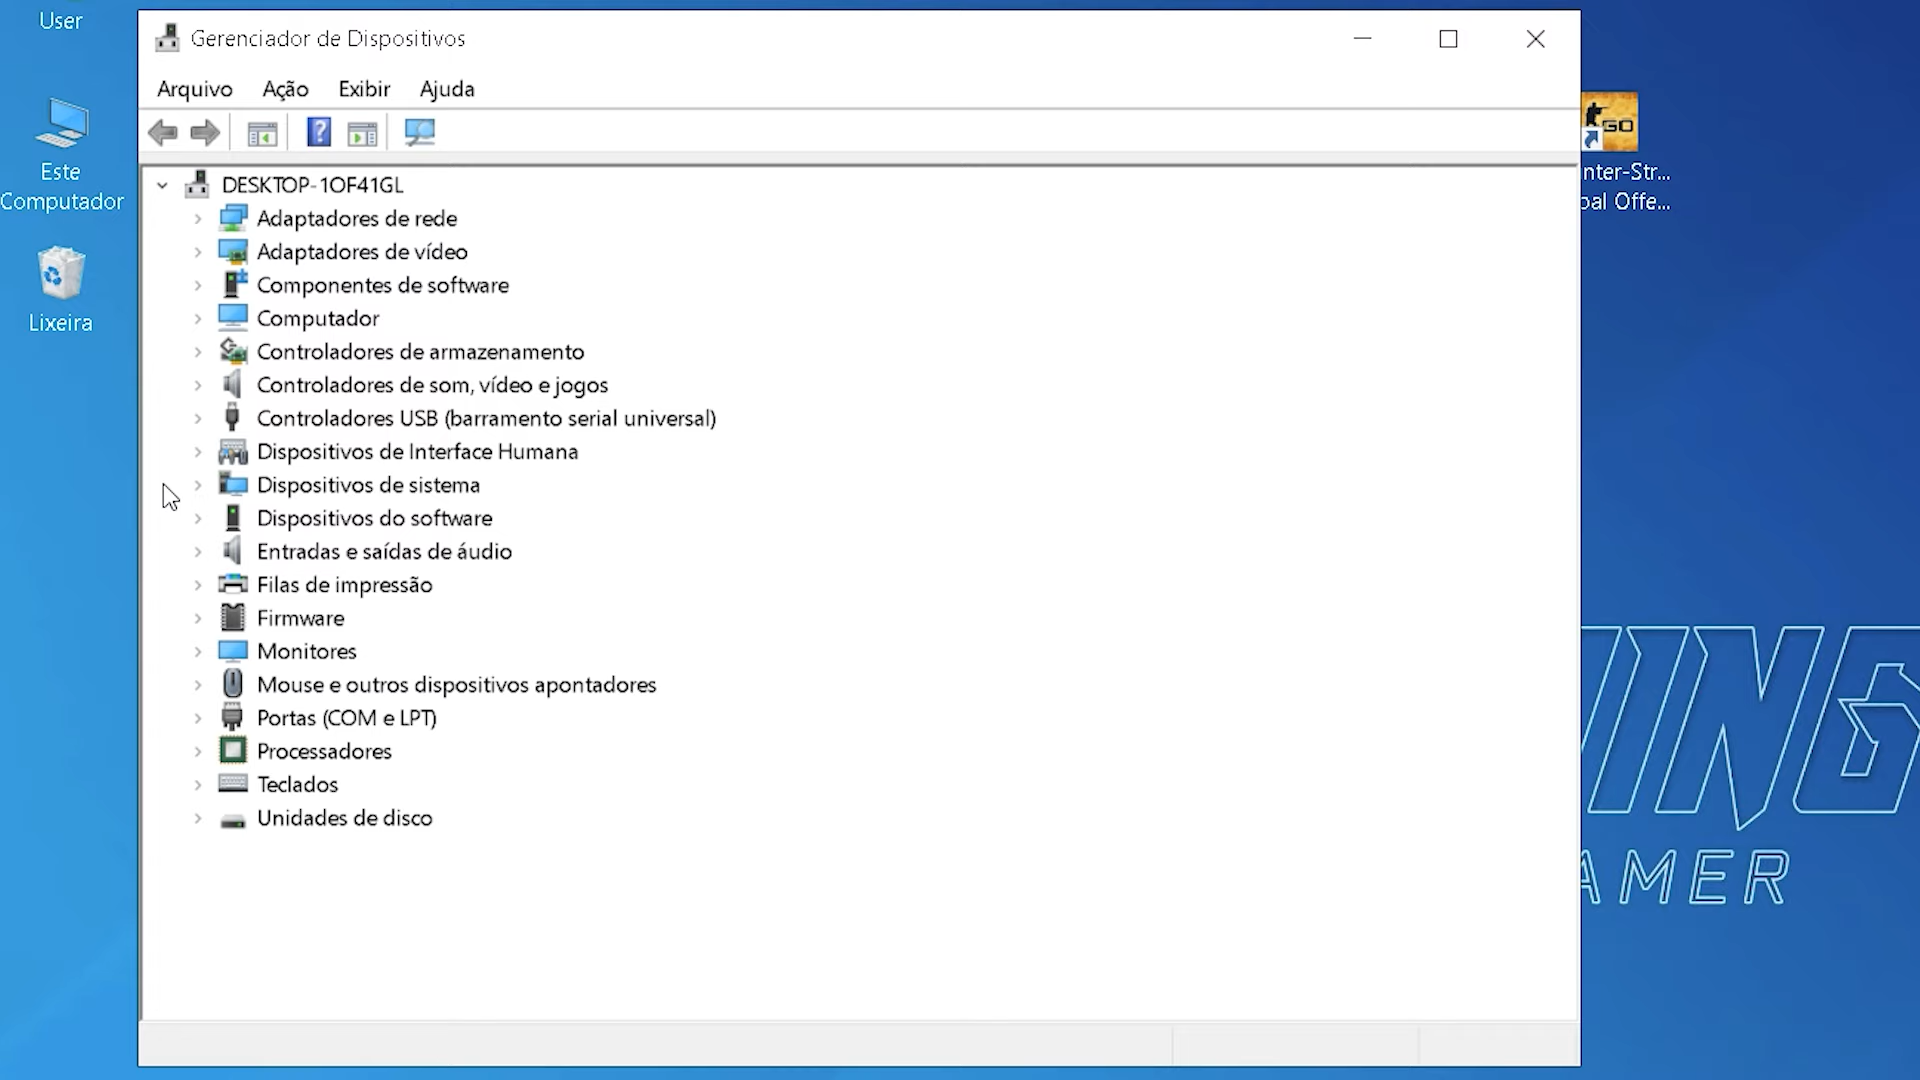 User
Este
Computador
Lixeira
Gerenciador de Dispositivos
Arquivo Ação Exibir Ajuda
DESKTOP-1OF41GL
Adaptadores de rede
Adaptadores de vídeo
Componentes de software
Computador
Controladores de armazenamento
Controladores de som, vídeo e jogos
Controladores USB (barramento serial universal)
Dispositivos de Interface Humana
Dispositivos de sistema
Dispositivos do software
Entradas e saídas de áudio
Filas de impressão
Firmware
Monitores
Mouse e outros dispositivos apontadores
Portas (COM e LPT)
Processadores
Teclados
Unidades de disco
GO
nter-Str...
bal Offe...
ING
AMER